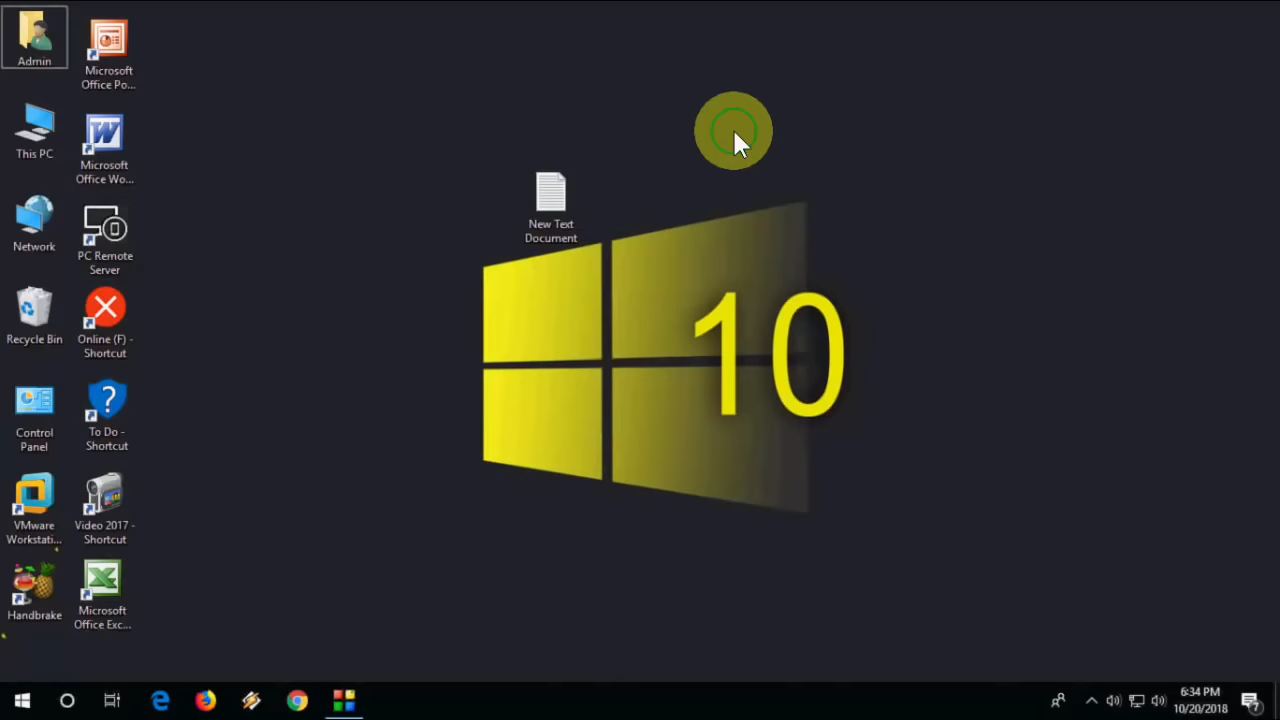 Admin
Microsoft
Office Po...
This PC
Microsoft
Office Wo...
New Text
Document
Network
PC Remote
Server
Recycle Bin
Online (F) -
Shortcut
10
Control
Panel
To Do -
Shortcut
VMware
Workstati...
Video 2017 -
Shortcut
Handbrake
Microsoft
Office Exc...
6:34 PM
10/20/2018